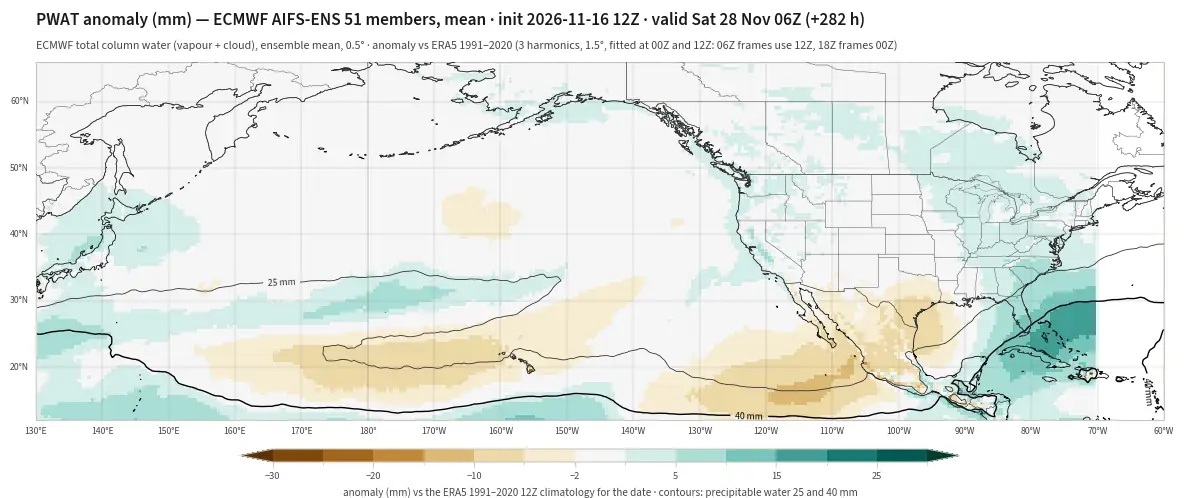 PWAT anomaly (mm) — ECMWF AIFS-ENS 51 members, mean · init 2026-11-16 12Z · valid Sat 28 Nov 06Z (+282 h)
ECMWF total column water (vapour + cloud), ensemble mean, 0.5° · anomaly vs ERA5 1991–2020 (3 harmonics, 1.5°, fitted at 00Z and 12Z: 06Z frames use 12Z, 18Z frames 00Z)
60°N
50°N
40°N
30°N
20°N
25 mm
40 mm
40 mm
130°E 140°E 150°E 160°E 170°E 180° 170°W 160°W 150°W 140°W 130°W 120°W 110°W 100°W 90°W 80°W 70°W 60°W
−30 −20 −10 −2 5 15 25
anomaly (mm) vs the ERA5 1991–2020 12Z climatology for the date · contours: precipitable water 25 and 40 mm